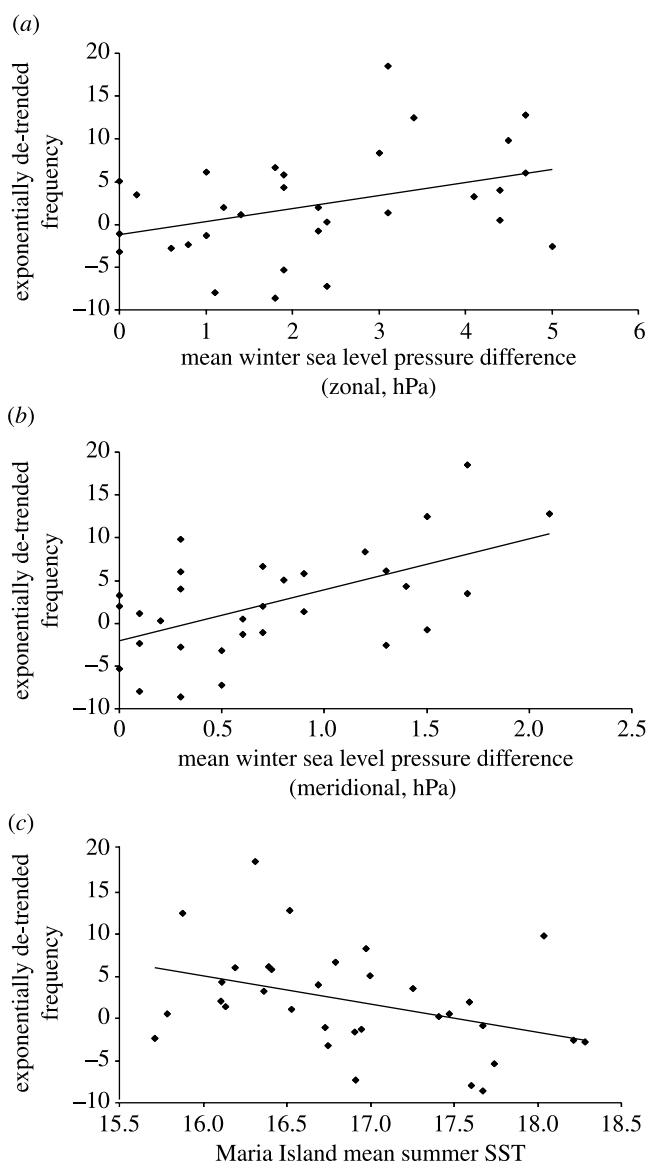 (a)
exponentially de-trended
frequency
20
15
10
5
0
−5
−10
0 1 2 3 4 5 6
mean winter sea level pressure difference
(zonal, hPa)
(b)
exponentially de-trended
frequency
20
15
10
5
0
−5
−10
0 0.5 1.0 1.5 2.0 2.5
mean winter sea level pressure difference
(meridional, hPa)
(c)
exponentially de-trended
frequency
20
15
10
5
0
−5
−10
15.5 16.0 16.5 17.0 17.5 18.0 18.5
Maria Island mean summer SST